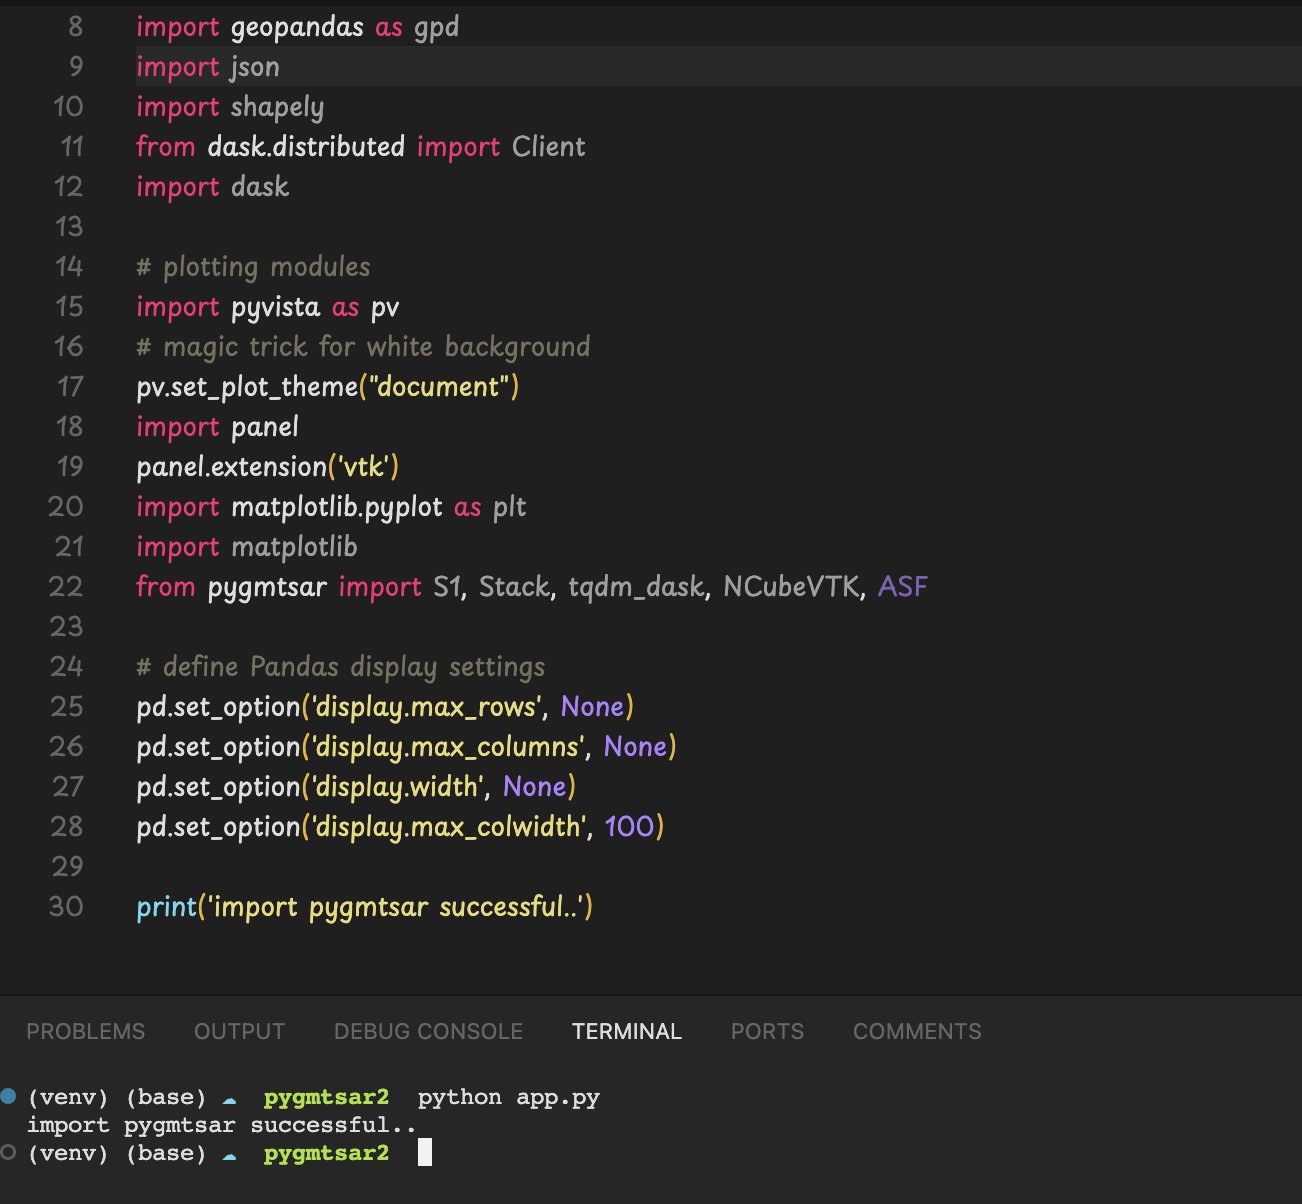 8 import geopandas as gpd
9 import json
10 import shapely
11 from dask.distributed import Client
12 import dask
13
14 # plotting modules
15 import pyvista as pv
16 # magic trick for white background
17 pv.set_plot_theme("document")
18 import panel
19 panel.extension('vtk')
20 import matplotlib.pyplot as plt
21 import matplotlib
22 from pygmtsar import S1, Stack, tqdm_dask, NCubeVTK, ASF
23
24 # define Pandas display settings
25 pd.set_option('display.max_rows', None)
26 pd.set_option('display.max_columns', None)
27 pd.set_option('display.width', None)
28 pd.set_option('display.max_colwidth', 100)
29
30 print('import pygmtsar successful..')
PROBLEMS OUTPUT DEBUG CONSOLE TERMINAL PORTS COMMENTS
(venv) (base) ☁ pygmtsar2 python app.py
import pygmtsar successful..
(venv) (base) ☁ pygmtsar2